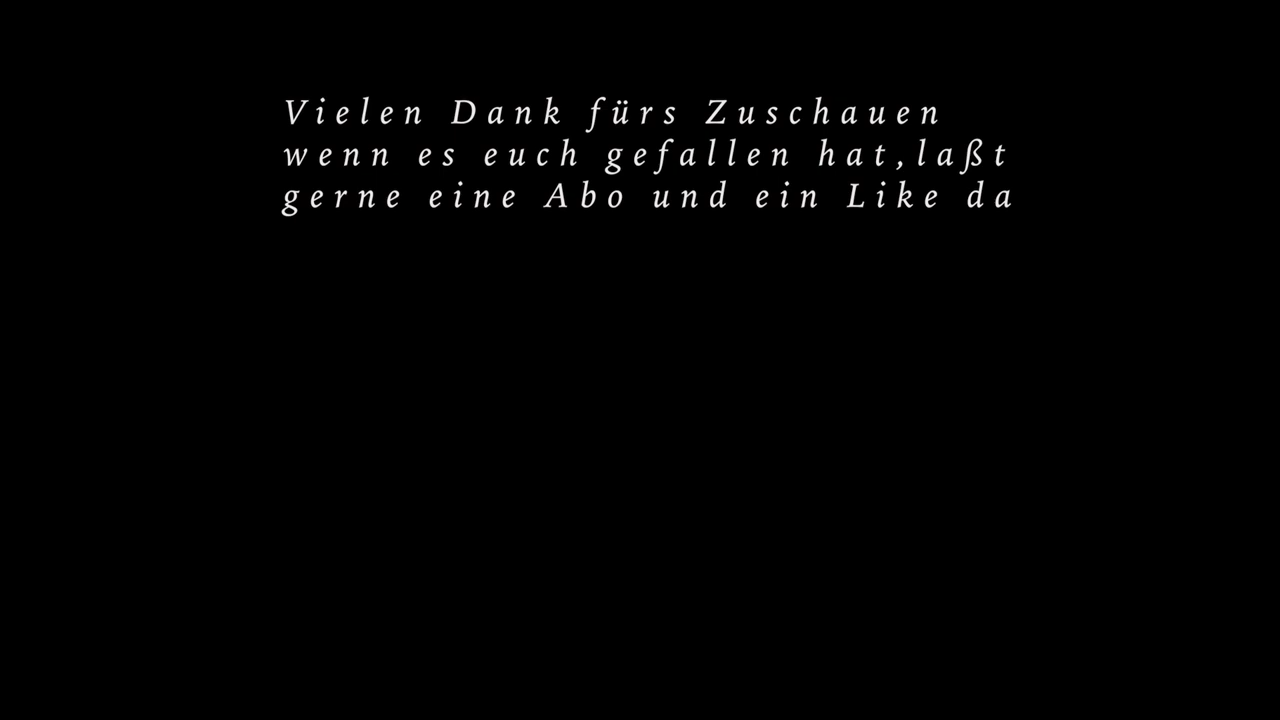 Vielen Dank fürs Zuschauen
wenn es euch gefallen hat,laßt
gerne eine Abo und ein Like da